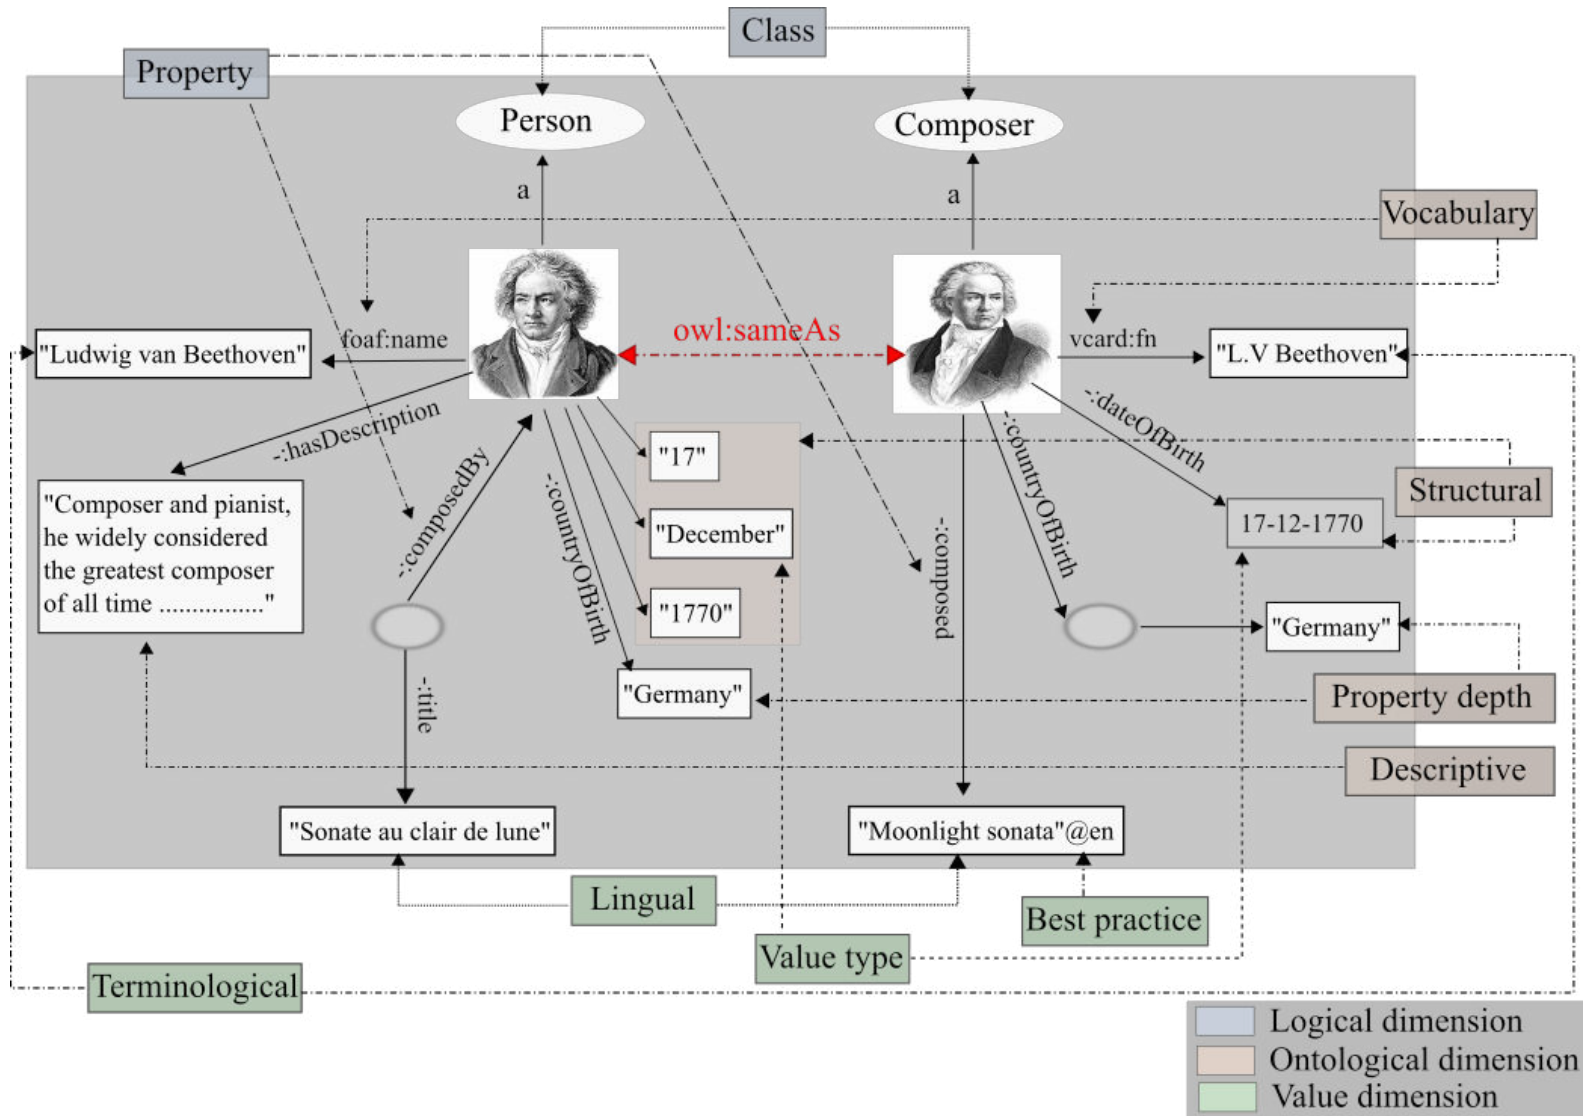 Class
Property
Person
Composer
a
a
Vocabulary
foaf:name
owl:sameAs
vcard:fn
"Ludwig van Beethoven"
"L.V Beethoven"
-:hasDescription
-:composedBy
-:countryOfBirth
"17"
"December"
"1770"
-:composed
-:countryOfBirth
-:dateOfBirth
Structural
17-12-1770
"Composer and pianist,
he widely considered
the greatest composer
of all time ................"
"Germany"
"Germany"
-:title
Property depth
Descriptive
"Sonate au clair de lune"
"Moonlight sonata"@en
Lingual
Best practice
Value type
Terminological
Logical dimension
Ontological dimension
Value dimension